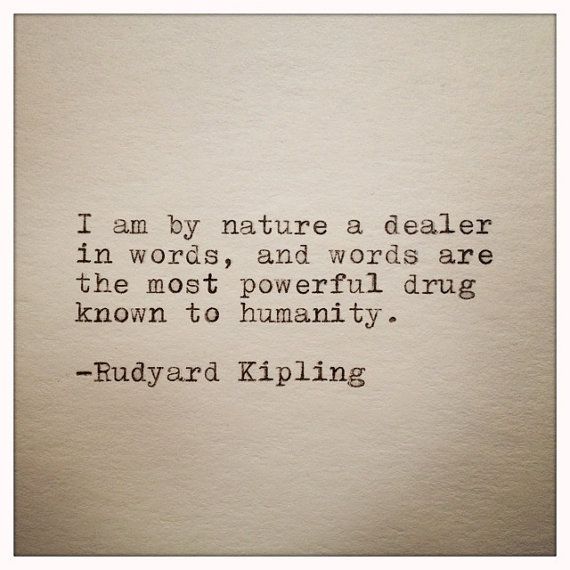 I am by nature a dealer
in words, and words are
the most powerful drug
known to humanity.
-Rudyard Kipling